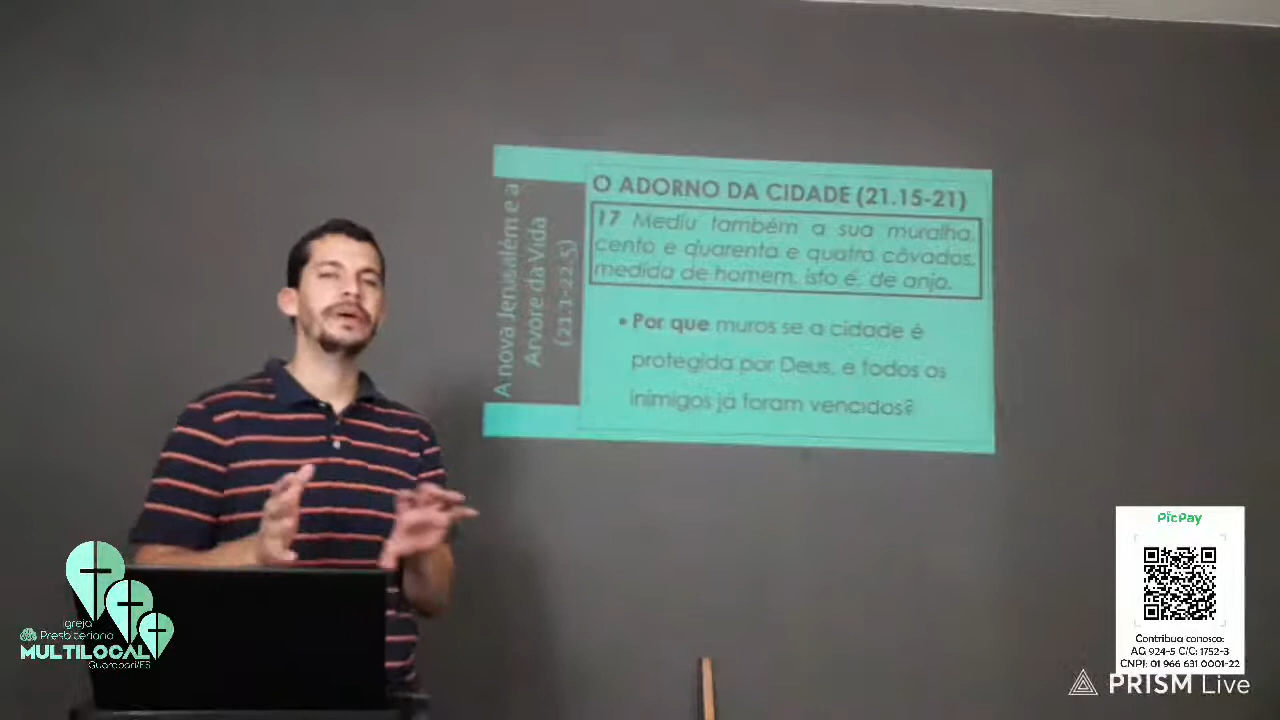 O ADORNO DA CIDADE (21.15-21)
17 Mediu também a sua muralha,
cento e quarenta e quatro côvados,
medida de homem, isto é, de anjo.
• Por que muros se a cidade é
protegida por Deus, e todos os
inimigos já foram vencidos?
A nova Jerusalém e a
Arvore da Vida
(21.1-22.5)
Igreja
Presbiteriana
MULTILOCAL
Guarapari/ES
PicPay
Contribua conosco:
AG 924-5 C/C: 1752-3
CNPJ: 01 966 631 0001-22
PRISM Live